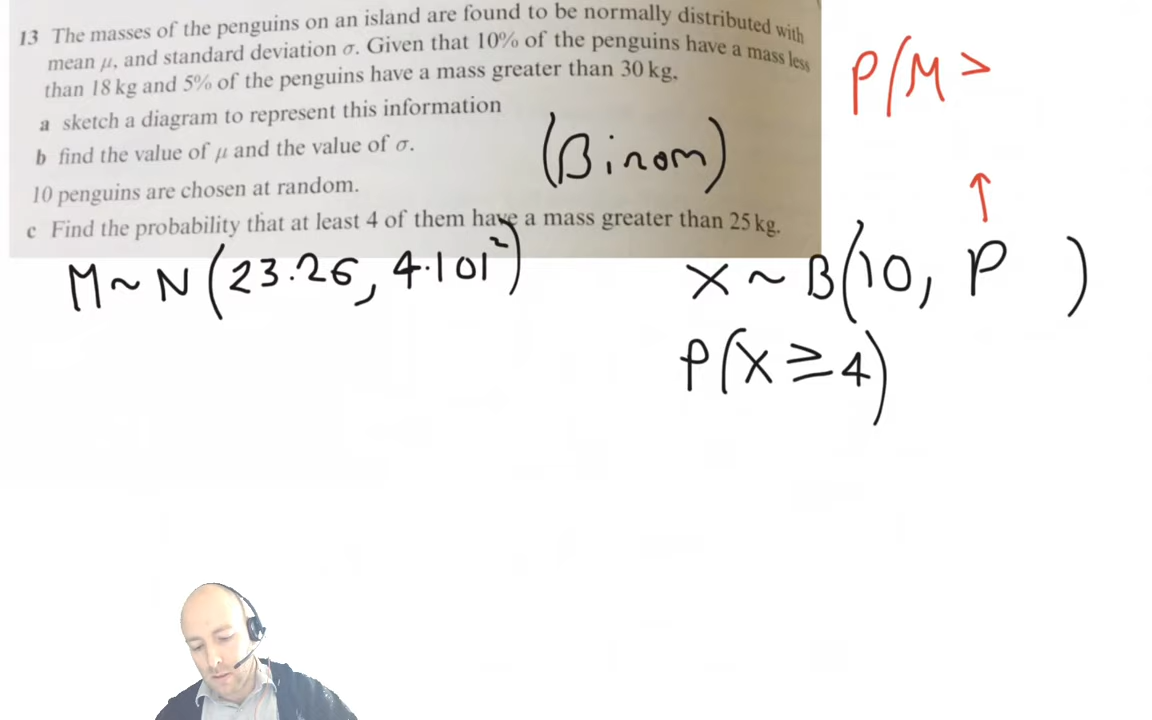 13 The masses of the penguins on an island are found to be normally distributed with
mean μ, and standard deviation σ. Given that 10% of the penguins have a mass less
than 18 kg and 5% of the penguins have a mass greater than 30 kg,
a sketch a diagram to represent this information
b find the value of μ and the value of σ.
10 penguins are chosen at random.
c Find the probability that at least 4 of them have a mass greater than 25 kg.
(Binom)
P(M >
↑
M ~ N(23.26, 4.101²)
X ~ B(10, P )
P(X ≥ 4)